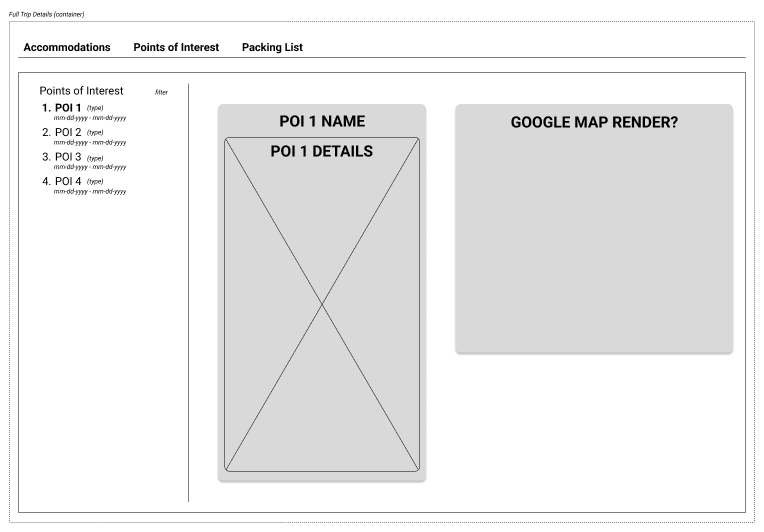 Full Trip Details (container)
Accommodations Points of Interest Packing List
Points of Interest filter
1. POI 1 (type)
mm-dd-yyyy - mm-dd-yyyy
2. POI 2 (type)
mm-dd-yyyy - mm-dd-yyyy
3. POI 3 (type)
mm-dd-yyyy - mm-dd-yyyy
4. POI 4 (type)
mm-dd-yyyy - mm-dd-yyyy
POI 1 NAME
POI 1 DETAILS
GOOGLE MAP RENDER?